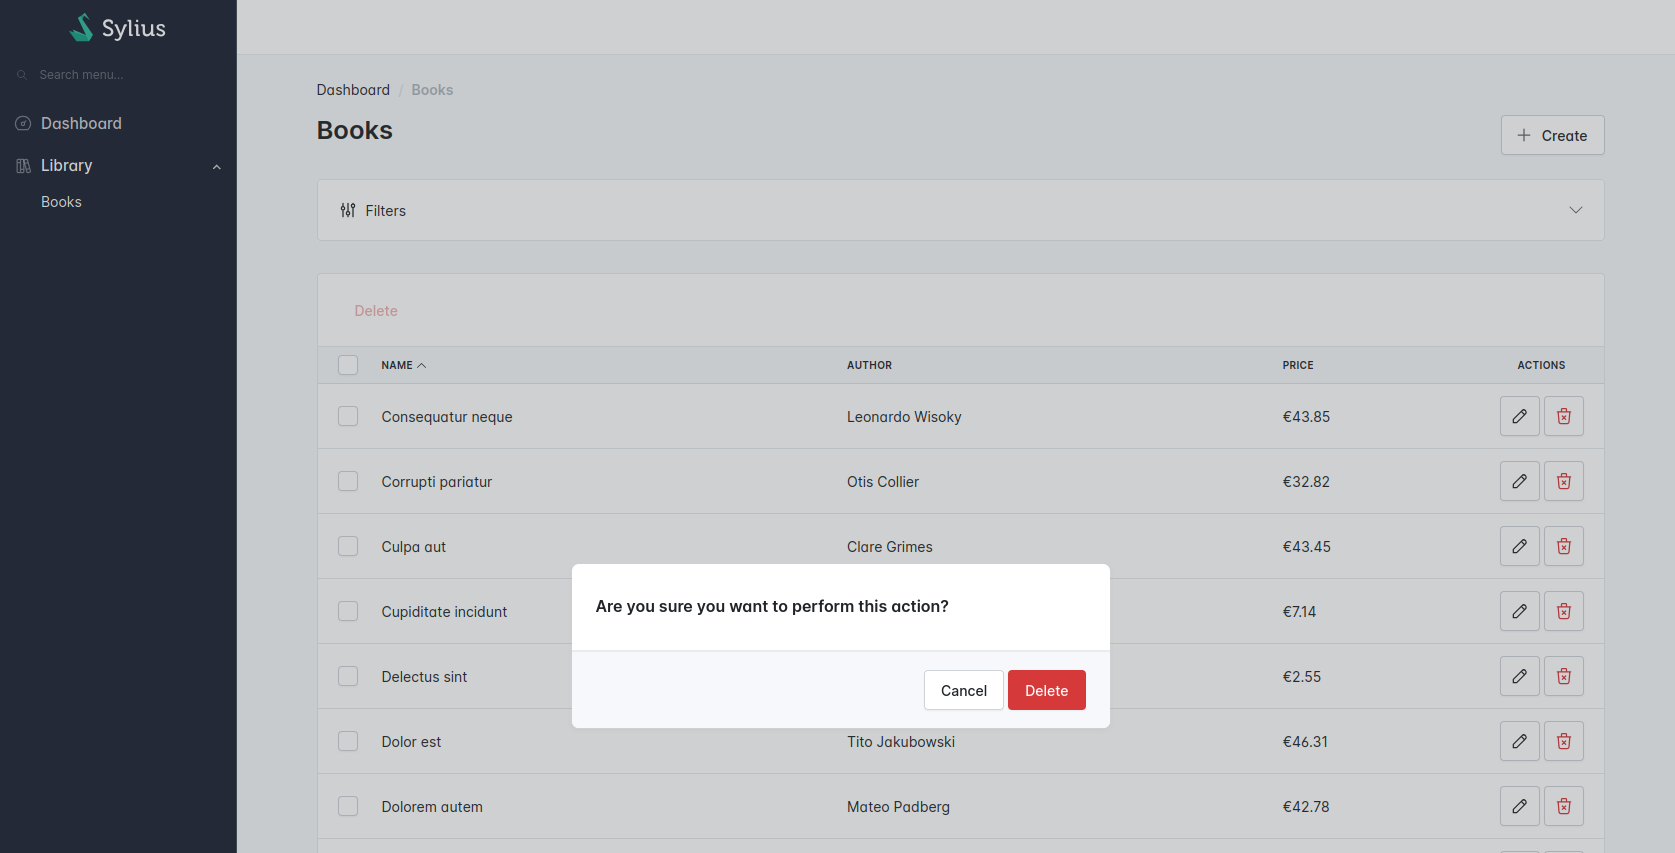 Sylius
Search menu...
Dashboard
Library
Books
Dashboard / Books
Books
Create
Filters
Delete
NAME AUTHOR PRICE ACTIONS
Consequatur neque Leonardo Wisoky €43.85
Corrupti pariatur Otis Collier €32.82
Culpa aut Clare Grimes €43.45
Cupiditate incidunt €7.14
Delectus sint €2.55
Dolor est Tito Jakubowski €46.31
Dolorem autem Mateo Padberg €42.78
Are you sure you want to perform this action?
Cancel Delete